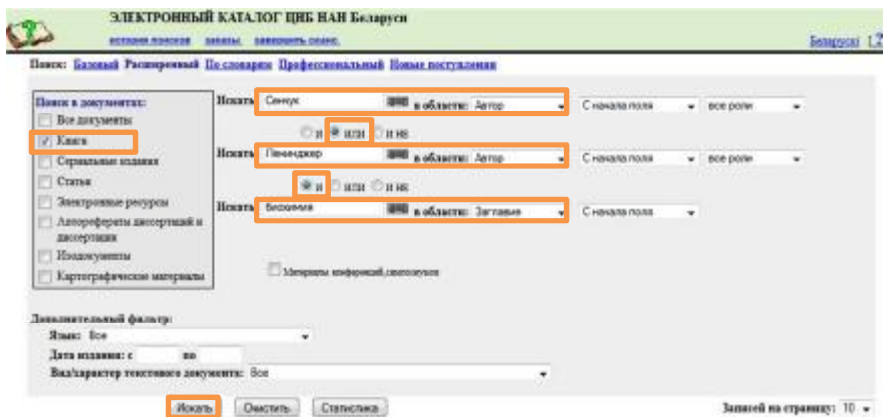 ЭЛЕКТРОННЫЙ КАТАЛОГ ЦНБ НАН Беларуси
история поисков заказы завершить сеанс
Беларускі
Поиск: Базовый Расширенный По словарям Профессиональный Новые поступления
Поиск в документах:
Все документы
Книги
Сериальные издания
Статьи
Электронные ресурсы
Авторефераты диссертаций и диссертации
Изодокументы
Картографические материалы
Искать Сенчук в области: Автор С начала поля все роли
и или и не
Искать Ленинджер в области: Автор С начала поля все роли
и или и не
Искать Биохимия в области: Заглавие С начала поля
Материалы конференций,
Дополнительный фильтр:
Язык: Все
Дата издания: с по
Вид/характер текстового документа: Все
Искать Очистить Статистика Записей на страницу: 10